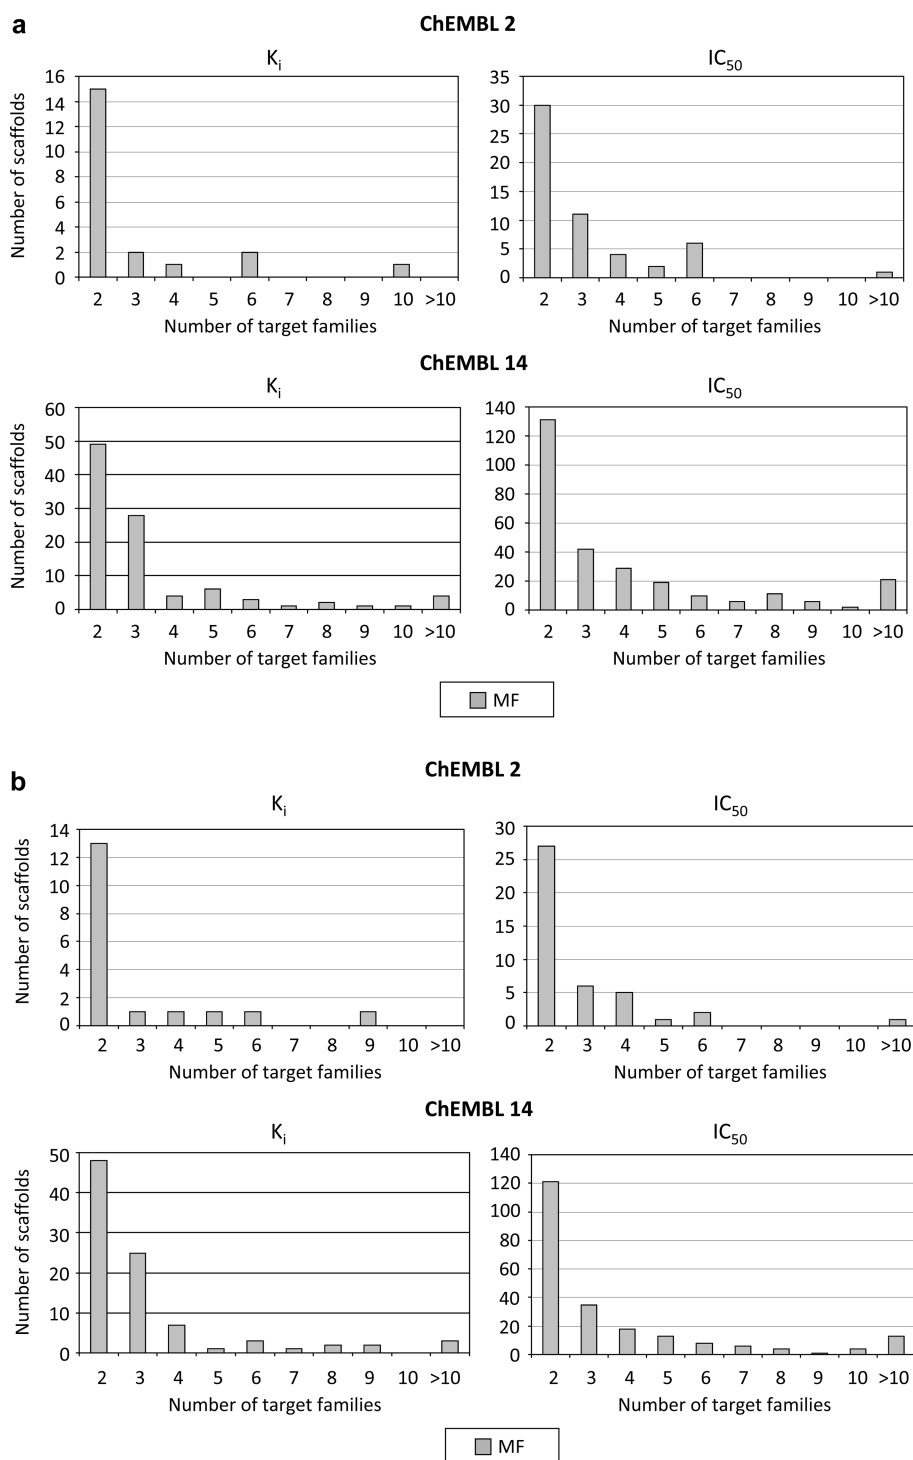 a
ChEMBL 2
Ki
IC50
Number of scaffolds
16
14
12
10
8
6
4
2
0
2 3 4 5 6 7 8 9 10 >10
Number of target families
35
30
25
20
15
10
5
0
2 3 4 5 6 7 8 9 10 >10
Number of target families
ChEMBL 14
Ki
IC50
Number of scaffolds
60
50
40
30
20
10
0
2 3 4 5 6 7 8 9 10 >10
Number of target families
140
120
100
80
60
40
20
0
2 3 4 5 6 7 8 9 10 >10
Number of target families
MF
b
ChEMBL 2
Ki
IC50
Number of scaffolds
14
12
10
8
6
4
2
0
2 3 4 5 6 7 8 9 10 >10
Number of target families
30
25
20
15
10
5
0
2 3 4 5 6 7 8 9 10 >10
Number of target families
ChEMBL 14
Ki
IC50
Number of scaffolds
50
40
30
20
10
0
2 3 4 5 6 7 8 9 10 >10
Number of target families
140
120
100
80
60
40
20
0
2 3 4 5 6 7 8 9 10 >10
Number of target families
MF